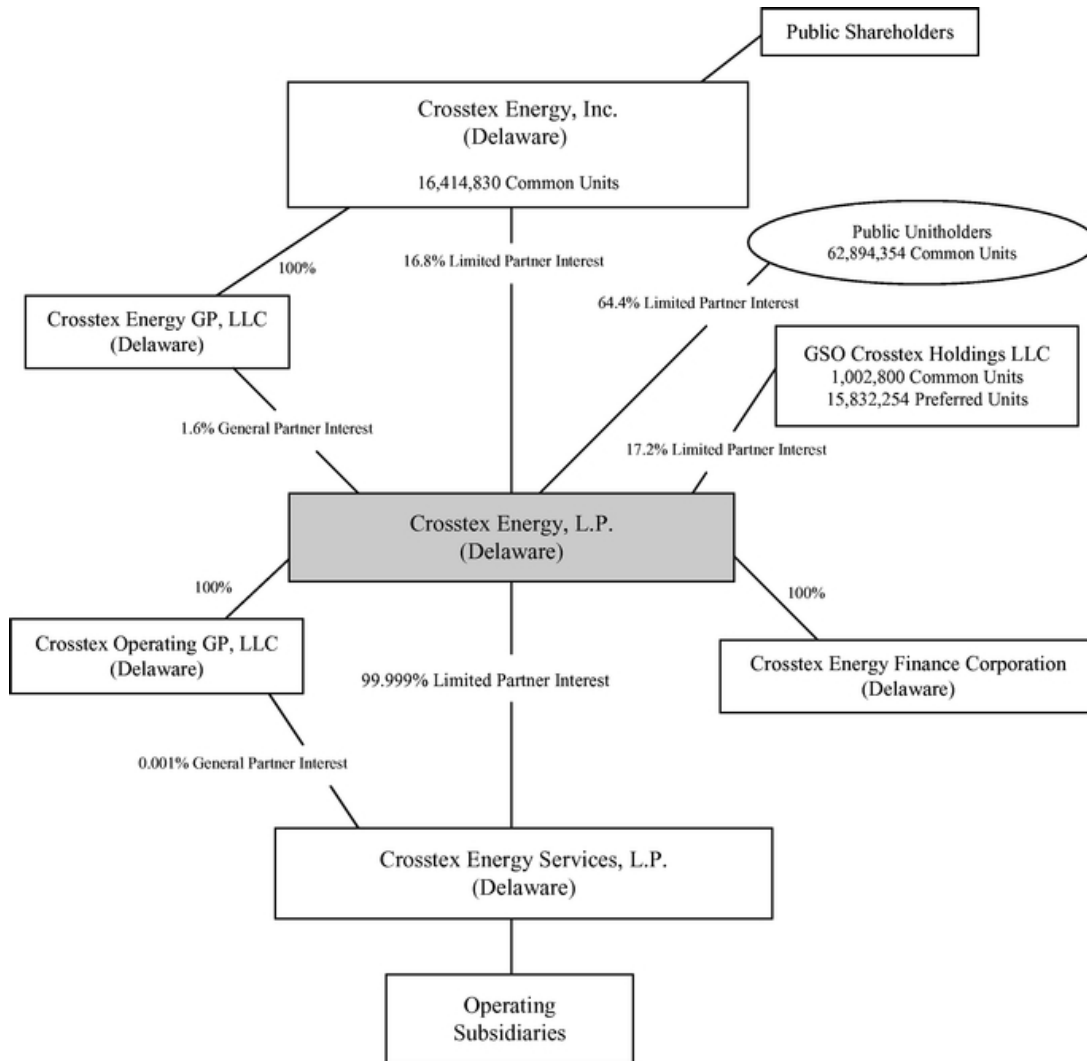 Public Shareholders
Crosstex Energy, Inc.
(Delaware)
16,414,830 Common Units
Public Unitholders
62,894,354 Common Units
16.8% Limited Partner Interest
100%
64.4% Limited Partner Interest
Crosstex Energy GP, LLC
(Delaware)
GSO Crosstex Holdings LLC
1,002,800 Common Units
15,832,254 Preferred Units
1.6% General Partner Interest
17.2% Limited Partner Interest
Crosstex Energy, L.P.
(Delaware)
100%
100%
Crosstex Operating GP, LLC
(Delaware)
Crosstex Energy Finance Corporation
(Delaware)
99.999% Limited Partner Interest
0.001% General Partner Interest
Crosstex Energy Services, L.P.
(Delaware)
Operating
Subsidiaries